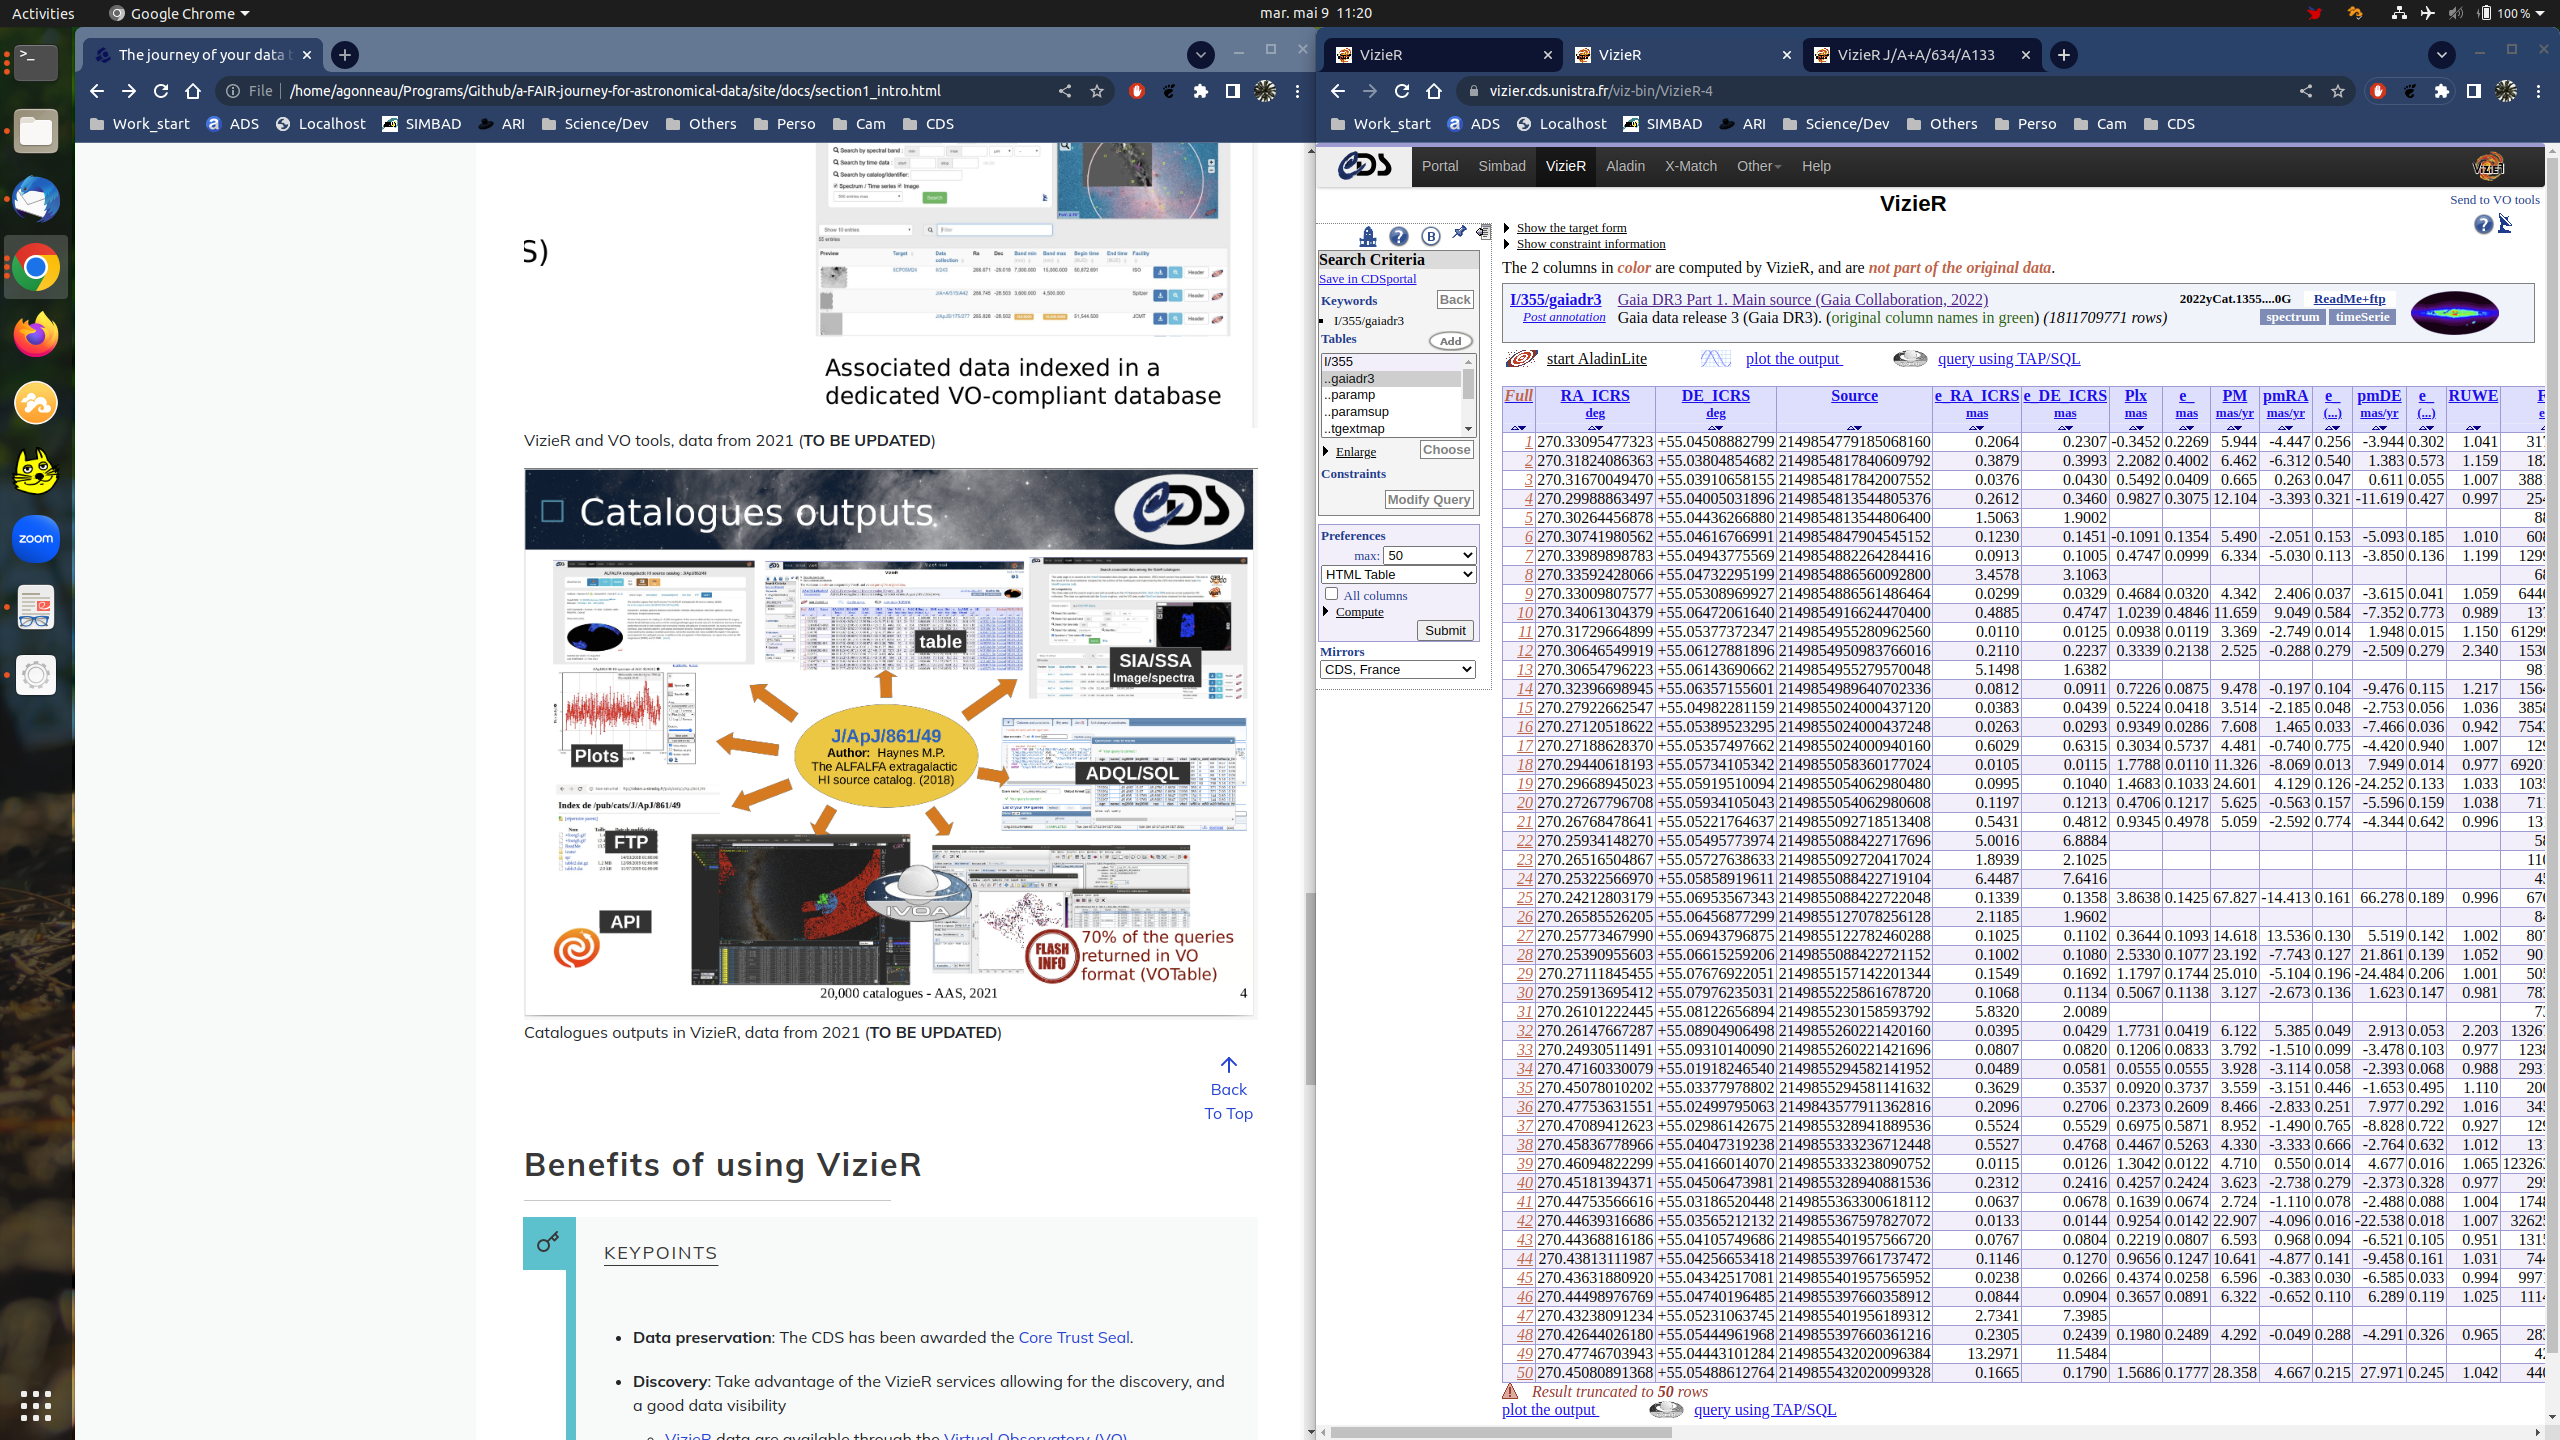 Activities
Google Chrome
mar. mai 9 11:20
100 %
The journey of your data t
File /home/agonneau/Programs/Github/a-FAIR-journey-for-astronomical-data/site/docs/section1_intro.html
Work_start ADS Localhost SIMBAD ARI Science/Dev Others Perso Cam CDS
S)
Associated data indexed in a
dedicated VO-compliant database
VizieR and VO tools, data from 2021 (TO BE UPDATED)
Catalogues outputs
CDS
table
SIA/SSA
Image/spectra
Plots
J/ApJ/861/49
Author: Haynes M.P.
The ALFALFA extragalactic
HI source catalog. (2018)
ADQL/SQL
Index de /pub/cats/J/ApJ/861/49
FTP
API
IVOA
FLASH
INFO
70% of the queries
returned in VO
format (VOTable)
20,000 catalogues - AAS, 2021
4
Catalogues outputs in VizieR, data from 2021 (TO BE UPDATED)
Back
To Top
Benefits of using VizieR
KEYPOINTS
Data preservation: The CDS has been awarded the Core Trust Seal.
Discovery: Take advantage of the VizieR services allowing for the discovery, and
a good data visibility
VizieR data are available through the Virtual Observatory (VO)
zoom
VizieR
VizieR
VizieR J/A+A/634/A133
vizier.cds.unistra.fr/viz-bin/VizieR-4
Work_start ADS Localhost SIMBAD ARI Science/Dev Others Perso Cam CDS
CDS Portal Simbad VizieR Aladin X-Match Other Help
VizieR
Send to VO tools
Search Criteria
Save in CDSportal
Keywords Back
I/355/gaiadr3
Tables Add
I/355
..gaiadr3
..paramp
..paramsup
..tgextmap
Enlarge Choose
Constraints
Modify Query
Preferences
max: 50
HTML Table
All columns
Compute
Submit
Mirrors
CDS, France
Show the target form
Show constraint information
The 2 columns in color are computed by VizieR, and are not part of the original data.
I/355/gaiadr3 Gaia DR3 Part 1. Main source (Gaia Collaboration, 2022) 2022yCat.1355....0G ReadMe+ftp
Post annotation Gaia data release 3 (Gaia DR3). (original column names in green) (1811709771 rows) spectrum timeSerie
start AladinLite plot the output query using TAP/SQL
Full RA_ICRS DE_ICRS Source e_RA_ICRS e_DE_ICRS Plx e_ PM pmRA e_ pmDE e_ RUWE
deg deg mas mas mas mas mas/yr mas/yr (...) mas/yr (...)
1 270.33095477323 +55.04508882799 2149854779185068160 0.2064 0.2307 -0.3452 0.2269 5.944 -4.447 0.256 -3.944 0.302 1.041 317
2 270.31824086363 +55.03804854682 2149854817840609792 0.3879 0.3993 2.2082 0.4002 6.462 -6.312 0.540 1.383 0.573 1.159 182
3 270.31670049470 +55.03910658155 2149854817842007552 0.0376 0.0430 0.5492 0.0409 0.665 0.263 0.047 0.611 0.055 1.007 3881
4 270.29988863497 +55.04005031896 2149854813544805376 0.2612 0.3460 0.9827 0.3075 12.104 -3.393 0.321 -11.619 0.427 0.997 254
5 270.30264456878 +55.04436266880 2149854813544806400 1.5063 1.9002 88
6 270.30741980562 +55.04616766991 2149854847904545152 0.1230 0.1451 -0.1091 0.1354 5.490 -2.051 0.153 -5.093 0.185 1.010 608
7 270.33989898783 +55.04943775569 2149854882264284416 0.0913 0.1005 0.4747 0.0999 6.334 -5.030 0.113 -3.850 0.136 1.199 1299
8 270.33592428066 +55.04732295199 2149854886560092800 3.4578 3.1063 68
9 270.33009807577 +55.05308969927 2149854886561486464 0.0299 0.0329 0.4684 0.0320 4.342 2.406 0.037 -3.615 0.041 1.059 6446
10 270.34061304379 +55.06472061640 2149854916624470400 0.4885 0.4747 1.0239 0.4846 11.659 9.049 0.584 -7.352 0.773 0.989 137
11 270.31729664899 +55.05377372347 2149854955280962560 0.0110 0.0125 0.0938 0.0119 3.369 -2.749 0.014 1.948 0.015 1.150 61299
12 270.30646549919 +55.06127881896 2149854950983766016 0.2110 0.2237 0.3339 0.2138 2.525 -0.288 0.279 -2.509 0.279 2.340 1530
13 270.30654796223 +55.06143690662 2149854955279570048 5.1498 1.6382 981
14 270.32396698945 +55.06357155601 2149854989640702336 0.0812 0.0911 0.7226 0.0875 9.478 -0.197 0.104 -9.476 0.115 1.217 1564
15 270.27922662547 +55.04982281159 2149855024000437120 0.0383 0.0439 0.5224 0.0418 3.514 -2.185 0.048 -2.753 0.056 1.036 3858
16 270.27120518622 +55.05389523295 2149855024000437248 0.0263 0.0293 0.9349 0.0286 7.608 1.465 0.033 -7.466 0.036 0.942 7543
17 270.27188628370 +55.05357497662 2149855024000940160 0.6029 0.6315 0.3034 0.5737 4.481 -0.740 0.775 -4.420 0.940 1.007 129
18 270.29440618193 +55.05734105342 2149855058360177024 0.0105 0.0115 1.7788 0.0110 11.326 -8.069 0.013 7.949 0.014 0.977 69201
19 270.29668945023 +55.05919510094 2149855054062980480 0.0995 0.1040 1.4683 0.1033 24.601 4.129 0.126 -24.252 0.133 1.033 1035
20 270.27267796708 +55.05934105043 2149855054062980608 0.1197 0.1213 0.4706 0.1217 5.625 -0.563 0.157 -5.596 0.159 1.038 711
21 270.26768478641 +55.05221764637 2149855092718513408 0.5431 0.4812 0.9345 0.4978 5.059 -2.592 0.774 -4.344 0.642 0.996 131
22 270.25934148270 +55.05495773974 2149855088422717696 5.0016 6.8884 58
23 270.26516504867 +55.05727638633 2149855092720417024 1.8939 2.1025 110
24 270.25322566970 +55.05858919611 2149855088422719104 6.4487 7.6416 45
25 270.24212803179 +55.06953567343 2149855088422722048 0.1339 0.1358 3.8638 0.1425 67.827 -14.413 0.161 66.278 0.189 0.996 676
26 270.26585526205 +55.06456877299 2149855127078256128 2.1185 1.9602 84
27 270.25773467990 +55.06943796875 2149855122782460288 0.1025 0.1102 0.3644 0.1093 14.618 13.536 0.130 5.519 0.142 1.002 807
28 270.25390955603 +55.06615259206 2149855088422721152 0.1002 0.1080 2.5330 0.1077 23.192 -7.743 0.127 21.861 0.139 1.052 901
29 270.27111845455 +55.07676922051 2149855157142201344 0.1549 0.1692 1.1797 0.1744 25.010 -5.104 0.196 -24.484 0.206 1.001 505
30 270.25913695412 +55.07976235031 2149855225861678720 0.1068 0.1134 0.5067 0.1138 3.127 -2.673 0.136 1.623 0.147 0.981 783
31 270.26101222445 +55.08122656894 2149855230158593792 5.8320 2.0089 73
32 270.26147667287 +55.08904906498 2149855260221420160 0.0395 0.0429 1.7731 0.0419 6.122 5.385 0.049 2.913 0.053 2.203 13267
33 270.24930511491 +55.09310140090 2149855260221421696 0.0807 0.0820 0.1206 0.0833 3.792 -1.510 0.099 -3.478 0.103 0.977 1238
34 270.47160330079 +55.01918246540 2149855294582141952 0.0489 0.0581 0.0555 0.0555 3.928 -3.114 0.058 -2.393 0.068 0.988 2931
35 270.45078010202 +55.03377978802 2149855294581141632 0.3629 0.3537 0.0920 0.3737 3.559 -3.151 0.446 -1.653 0.495 1.110 200
36 270.47753631551 +55.02499795063 2149843577911362816 0.2096 0.2706 0.2373 0.2609 8.466 -2.833 0.251 7.977 0.292 1.016 345
37 270.47089412623 +55.02986142675 2149855328941889536 0.5524 0.5529 0.6975 0.5871 8.952 -1.490 0.765 -8.828 0.722 0.927 129
38 270.45836778966 +55.04047319238 2149855333236712448 0.5527 0.4768 0.4467 0.5263 4.330 -3.333 0.666 -2.764 0.632 1.012 131
39 270.46094822299 +55.04166014070 2149855333238090752 0.0115 0.0126 1.3042 0.0122 4.710 0.550 0.014 4.677 0.016 1.065 123263
40 270.45181394371 +55.04506473981 2149855328940881536 0.2312 0.2416 0.4257 0.2424 3.623 -2.738 0.279 -2.373 0.328 0.977 295
41 270.44753566616 +55.03186520448 2149855363300618112 0.0637 0.0678 0.1639 0.0674 2.724 -1.110 0.078 -2.488 0.088 1.004 1748
42 270.44639316686 +55.03565212132 2149855367597827072 0.0133 0.0144 0.9254 0.0142 22.907 -4.096 0.016 -22.538 0.018 1.007 32625
43 270.44368816186 +55.04105749686 2149855401957566720 0.0767 0.0804 0.2219 0.0807 6.593 0.968 0.094 -6.521 0.105 0.951 1315
44 270.43813111987 +55.04256653418 2149855397661737472 0.1146 0.1270 0.9656 0.1247 10.641 -4.877 0.141 -9.458 0.161 1.031 744
45 270.43631880920 +55.04342517081 2149855401957565952 0.0238 0.0266 0.4374 0.0258 6.596 -0.383 0.030 -6.585 0.033 0.994 9971
46 270.44498976769 +55.04740196485 2149855397660358912 0.0844 0.0904 0.3657 0.0891 6.322 -0.652 0.110 6.289 0.119 1.025 1114
47 270.43238091234 +55.05231063745 2149855401956189312 2.7341 7.3985
48 270.42644026180 +55.05444961968 2149855397660361216 0.2305 0.2439 0.1980 0.2489 4.292 -0.049 0.288 -4.291 0.326 0.965 283
49 270.47746703943 +55.04443101284 2149855432020096384 13.2971 11.5484 42
50 270.45080891368 +55.05488612764 2149855432020099328 0.1665 0.1790 1.5686 0.1777 28.358 4.667 0.215 27.971 0.245 1.042 440
Result truncated to 50 rows
plot the output query using TAP/SQL